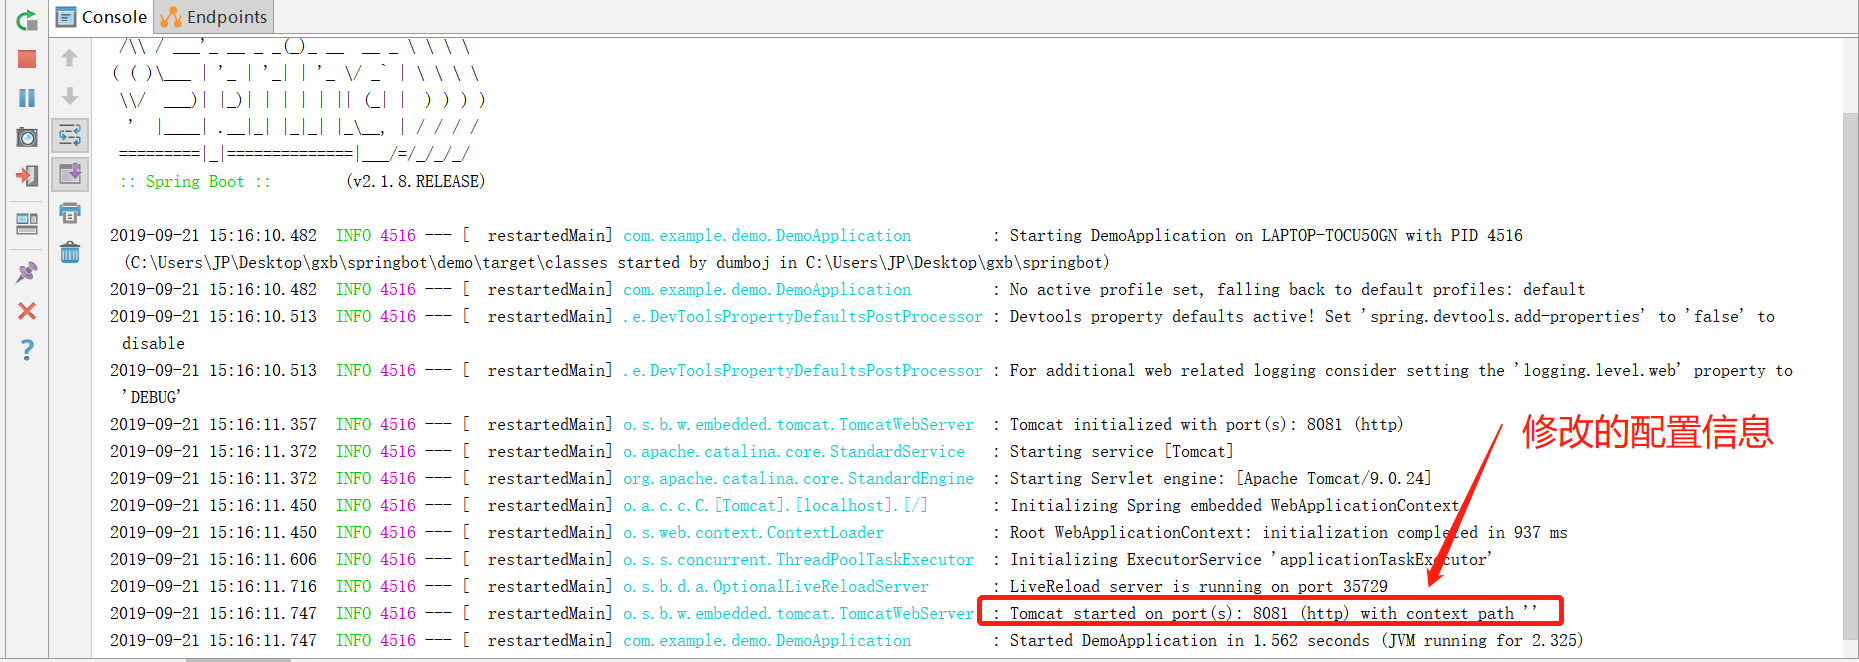 Console
Endpoints
 /\\ / ___'_ __ _ _(_)_ __  __ _ \ \ \ \
( ( )\___ | '_ | '_| | '_ \/ _` | \ \ \ \
 \\/  ___)| |_)| | | | | || (_| |  ) ) ) )
  '  |____| .__|_| |_|_| |_\__, | / / / /
 =========|_|==============|___/=/_/_/_/
 :: Spring Boot ::        (v2.1.8.RELEASE)
2019-09-21 15:16:10.482  INFO 4516 --- [  restartedMain] com.example.demo.DemoApplication         : Starting DemoApplication on LAPTOP-TOCU50GN with PID 4516
(C:\Users\JP\Desktop\gxb\springbot\demo\target\classes started by dumboj in C:\Users\JP\Desktop\gxb\springbot)
2019-09-21 15:16:10.482  INFO 4516 --- [  restartedMain] com.example.demo.DemoApplication         : No active profile set, falling back to default profiles: default
2019-09-21 15:16:10.513  INFO 4516 --- [  restartedMain] .e.DevToolsPropertyDefaultsPostProcessor : Devtools property defaults active! Set 'spring.devtools.add-properties' to 'false' to
disable
2019-09-21 15:16:10.513  INFO 4516 --- [  restartedMain] .e.DevToolsPropertyDefaultsPostProcessor : For additional web related logging consider setting the 'logging.level.web' property to
'DEBUG'
2019-09-21 15:16:11.357  INFO 4516 --- [  restartedMain] o.s.b.w.embedded.tomcat.TomcatWebServer  : Tomcat initialized with port(s): 8081 (http)
修改的配置信息
2019-09-21 15:16:11.372  INFO 4516 --- [  restartedMain] o.apache.catalina.core.StandardService   : Starting service [Tomcat]
2019-09-21 15:16:11.372  INFO 4516 --- [  restartedMain] org.apache.catalina.core.StandardEngine  : Starting Servlet engine: [Apache Tomcat/9.0.24]
2019-09-21 15:16:11.450  INFO 4516 --- [  restartedMain] o.a.c.c.C.[Tomcat].[localhost].[/]       : Initializing Spring embedded WebApplicationContext
2019-09-21 15:16:11.450  INFO 4516 --- [  restartedMain] o.s.web.context.ContextLoader            : Root WebApplicationContext: initialization completed in 937 ms
2019-09-21 15:16:11.606  INFO 4516 --- [  restartedMain] o.s.s.concurrent.ThreadPoolTaskExecutor  : Initializing ExecutorService 'applicationTaskExecutor'
2019-09-21 15:16:11.716  INFO 4516 --- [  restartedMain] o.s.b.d.a.OptionalLiveReloadServer       : LiveReload server is running on port 35729
2019-09-21 15:16:11.747  INFO 4516 --- [  restartedMain] o.s.b.w.embedded.tomcat.TomcatWebServer  : Tomcat started on port(s): 8081 (http) with context path ''
2019-09-21 15:16:11.747  INFO 4516 --- [  restartedMain] com.example.demo.DemoApplication         : Started DemoApplication in 1.562 seconds (JVM running for 2.325)